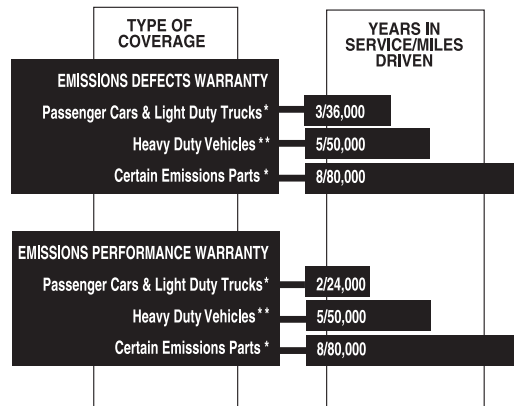 TYPE OF
COVERAGE
YEARS IN
SERVICE/MILES
DRIVEN
EMISSIONS DEFECTS WARRANTY
Passenger Cars & Light Duty Trucks* 3/36,000
Heavy Duty Vehicles** 5/50,000
Certain Emissions Parts * 8/80,000
EMISSIONS PERFORMANCE WARRANTY
Passenger Cars & Light Duty Trucks* 2/24,000
Heavy Duty Vehicles** 5/50,000
Certain Emissions Parts * 8/80,000